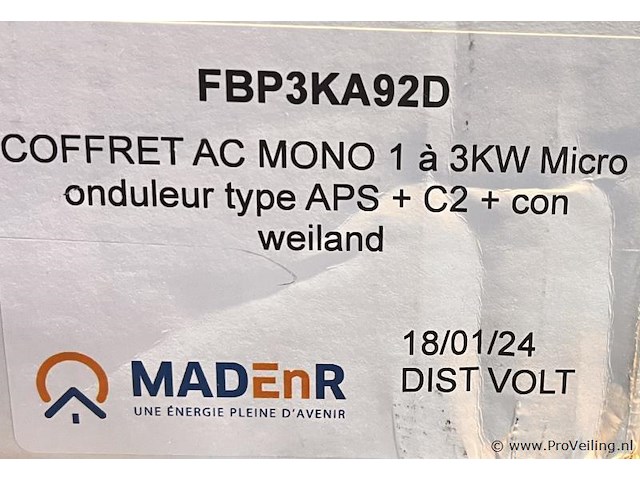 FBP3KA92D
COFFRET AC MONO 1 à 3KW Micro
onduleur type APS + C2 + con
weiland
MADEnR
UNE ÉNERGIE PLEINE D'AVENIR
18/01/24
DIST VOLT
© www.ProVeiling.nl